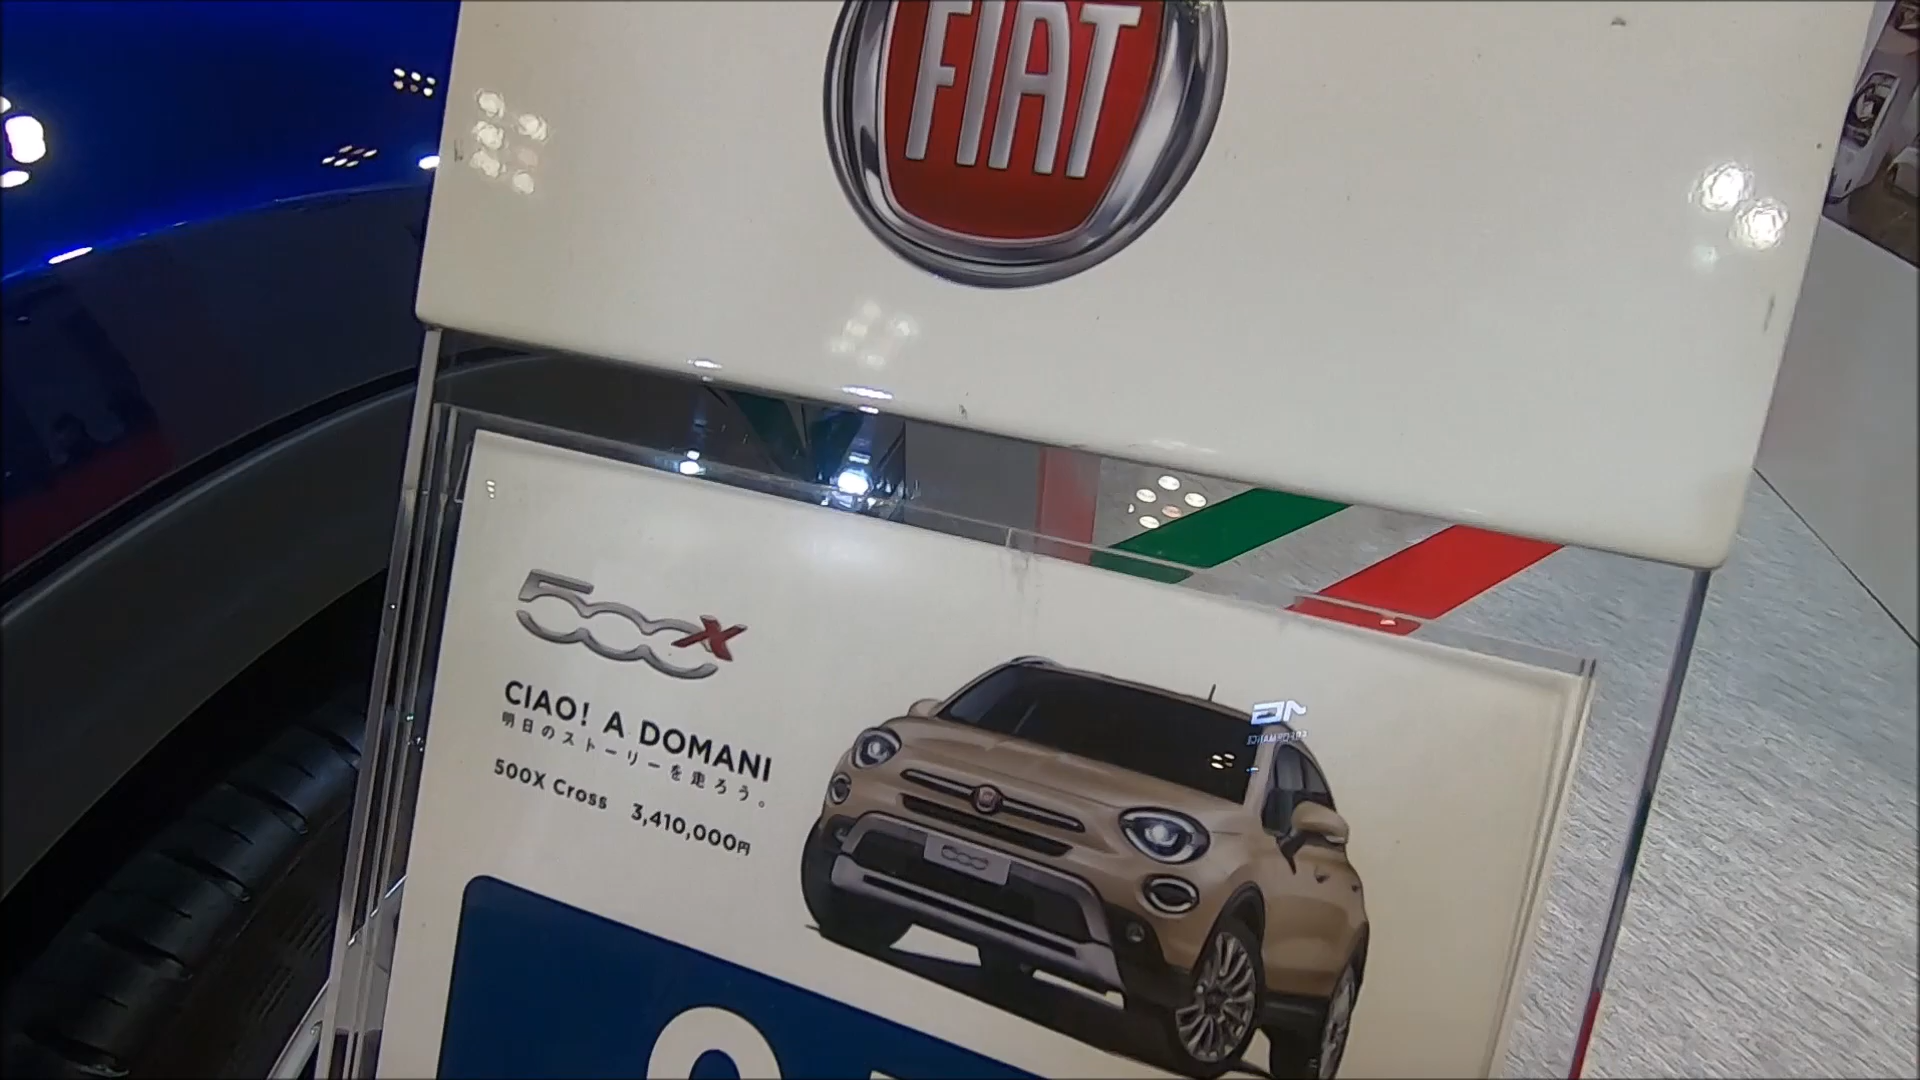 FIAT
500X
CIAO! A DOMANI
明日のストーリーを走ろう。
500X Cross 3,410,000円
500